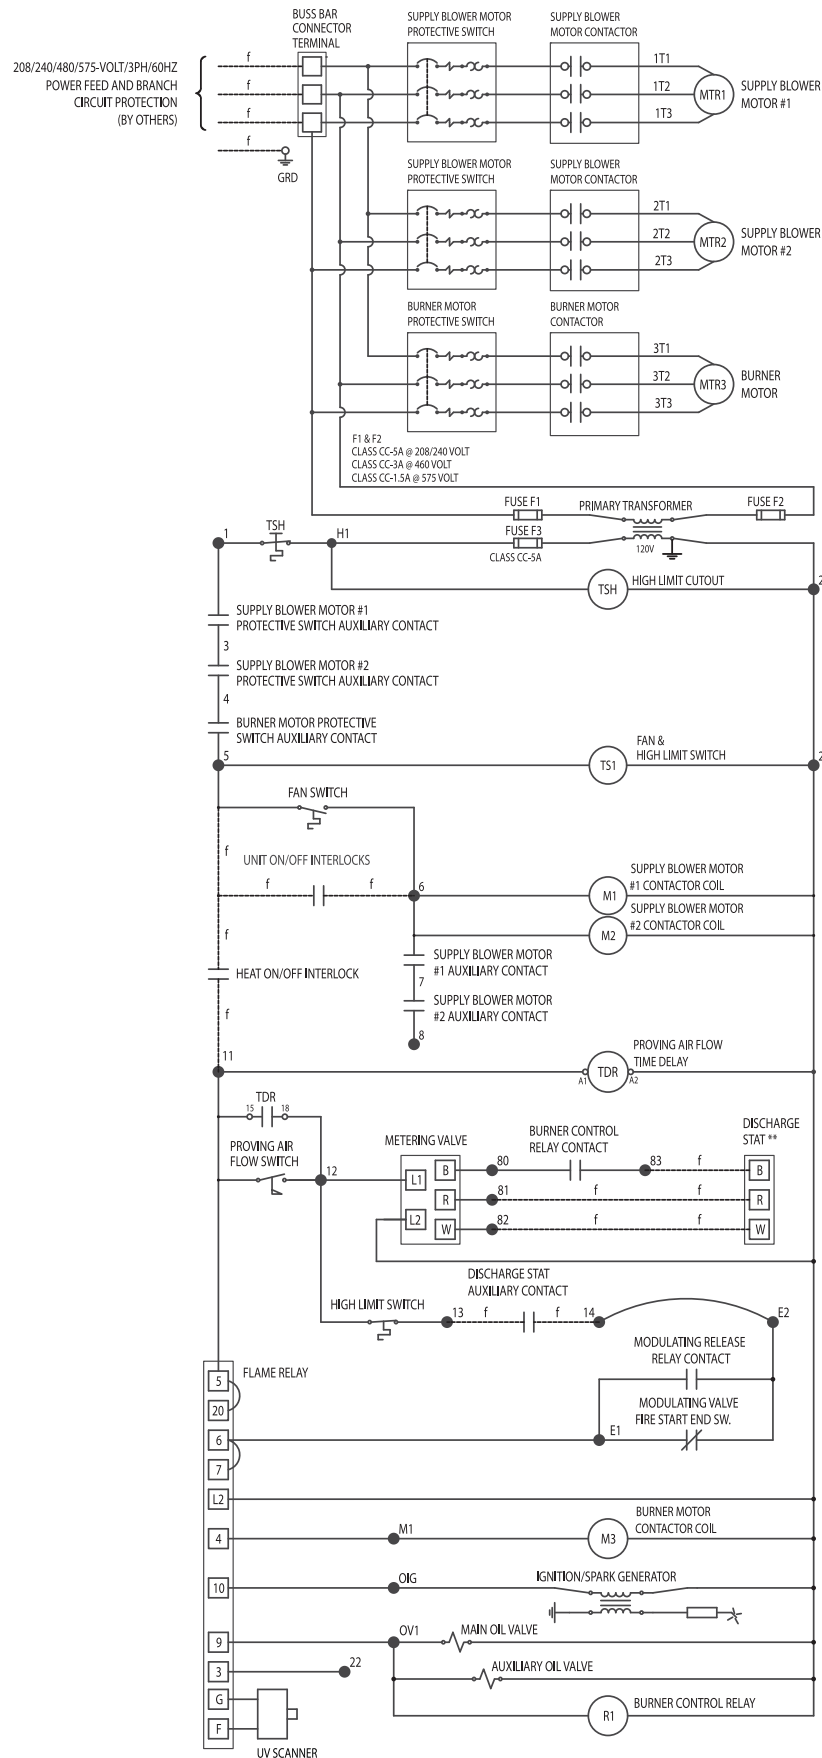 BUSS BAR
CONNECTOR
TERMINAL
SUPPLY BLOWER MOTOR
PROTECTIVE SWITCH
SUPPLY BLOWER
MOTOR CONTACTOR
208/240/480/575-VOLT/3PH/60HZ
POWER FEED AND BRANCH
CIRCUIT PROTECTION
(BY OTHERS)
f
f
f
f
GRD
1T1
1T2
1T3
MTR1
SUPPLY BLOWER
MOTOR #1
SUPPLY BLOWER MOTOR
PROTECTIVE SWITCH
SUPPLY BLOWER
MOTOR CONTACTOR
2T1
2T2
2T3
MTR2
SUPPLY BLOWER
MOTOR #2
BURNER MOTOR
PROTECTIVE SWITCH
BURNER MOTOR
CONTACTOR
3T1
3T2
3T3
MTR3
BURNER
MOTOR
F1 & F2
CLASS CC-5A @ 208/240 VOLT
CLASS CC-3A @ 460 VOLT
CLASS CC-1.5A @ 575 VOLT
FUSE F1
PRIMARY TRANSFORMER
FUSE F2
1
TSH
H1
FUSE F3
CLASS CC-5A
120V
TSH
HIGH LIMIT CUTOUT
2
SUPPLY BLOWER MOTOR #1
PROTECTIVE SWITCH AUXILIARY CONTACT
3
SUPPLY BLOWER MOTOR #2
PROTECTIVE SWITCH AUXILIARY CONTACT
4
BURNER MOTOR PROTECTIVE
SWITCH AUXILIARY CONTACT
5
TS1
FAN &
HIGH LIMIT SWITCH
2
FAN SWITCH
f
UNIT ON/OFF INTERLOCKS
f
f
6
M1
SUPPLY BLOWER MOTOR
#1 CONTACTOR COIL
M2
SUPPLY BLOWER MOTOR
#2 CONTACTOR COIL
f
SUPPLY BLOWER MOTOR
#1 AUXILIARY CONTACT
HEAT ON/OFF INTERLOCK
7
SUPPLY BLOWER MOTOR
#2 AUXILIARY CONTACT
f
8
11
A1
TDR
A2
PROVING AIR FLOW
TIME DELAY
TDR
15
18
PROVING AIR
FLOW SWITCH
12
METERING VALVE
L1
L2
B
R
W
80
81
82
BURNER CONTROL
RELAY CONTACT
83
f
f
f
f
f
DISCHARGE
STAT **
B
R
W
HIGH LIMIT SWITCH
13
f
DISCHARGE STAT
AUXILIARY CONTACT
f
14
E2
MODULATING RELEASE
RELAY CONTACT
MODULATING VALVE
FIRE START END SW.
E1
FLAME RELAY
5
20
6
7
L2
4
M1
M3
BURNER MOTOR
CONTACTOR COIL
10
OIG
IGNITION/SPARK GENERATOR
9
OV1
MAIN OIL VALVE
3
22
AUXILIARY OIL VALVE
G
F
R1
BURNER CONTROL RELAY
UV SCANNER